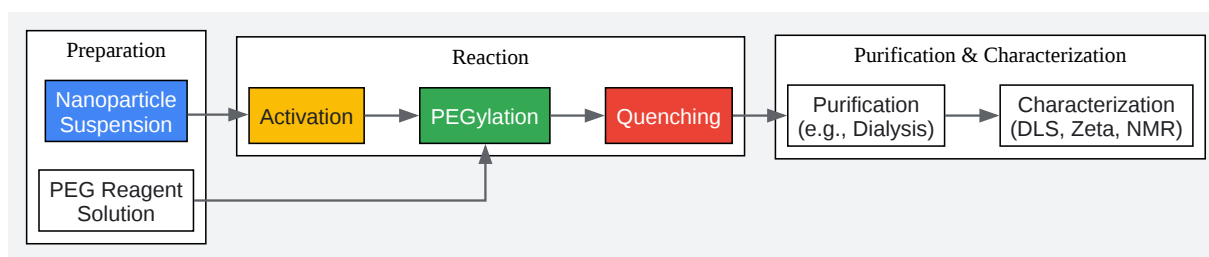 Preparation
Nanoparticle
Suspension
PEG Reagent
Solution
Reaction
Activation
PEGylation
Quenching
Purification & Characterization
Purification
(e.g., Dialysis)
Characterization
(DLS, Zeta, NMR)